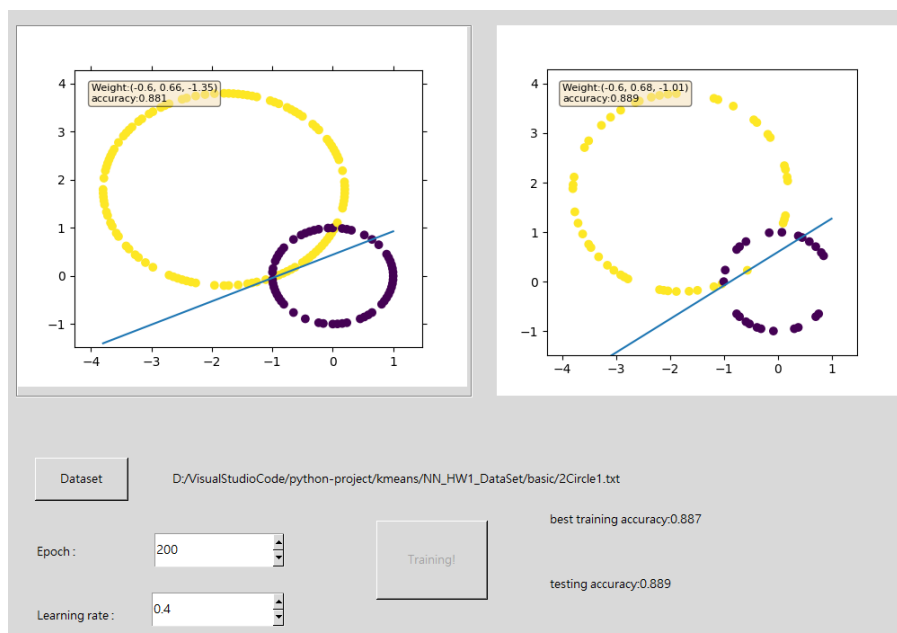 Weight:(-0.6, 0.66, -1.35)
accuracy:0.881
4
3
2
1
0
−1
−4 −3 −2 −1 0 1
Weight:(-0.6, 0.68, -1.01)
accuracy:0.889
4
3
2
1
0
−1
−4 −3 −2 −1 0 1
Dataset D:/VisualStudioCode/python-project/kmeans/NN_HW1_DataSet/basic/2Circle1.txt
best training accuracy:0.887
Epoch : 200
Training!
testing accuracy:0.889
Learning rate : 0.4